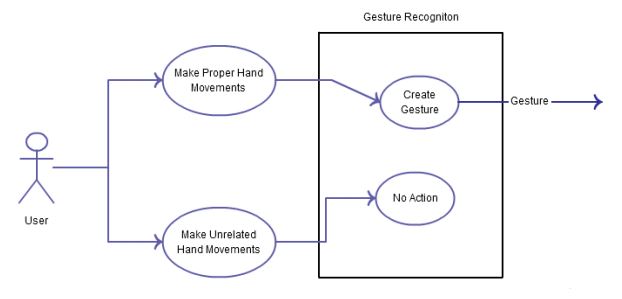 Gesture Recogniton
Make Proper Hand
Movements
Create
Gesture
Gesture
No Action
User
Make Unrelated
Hand Movements